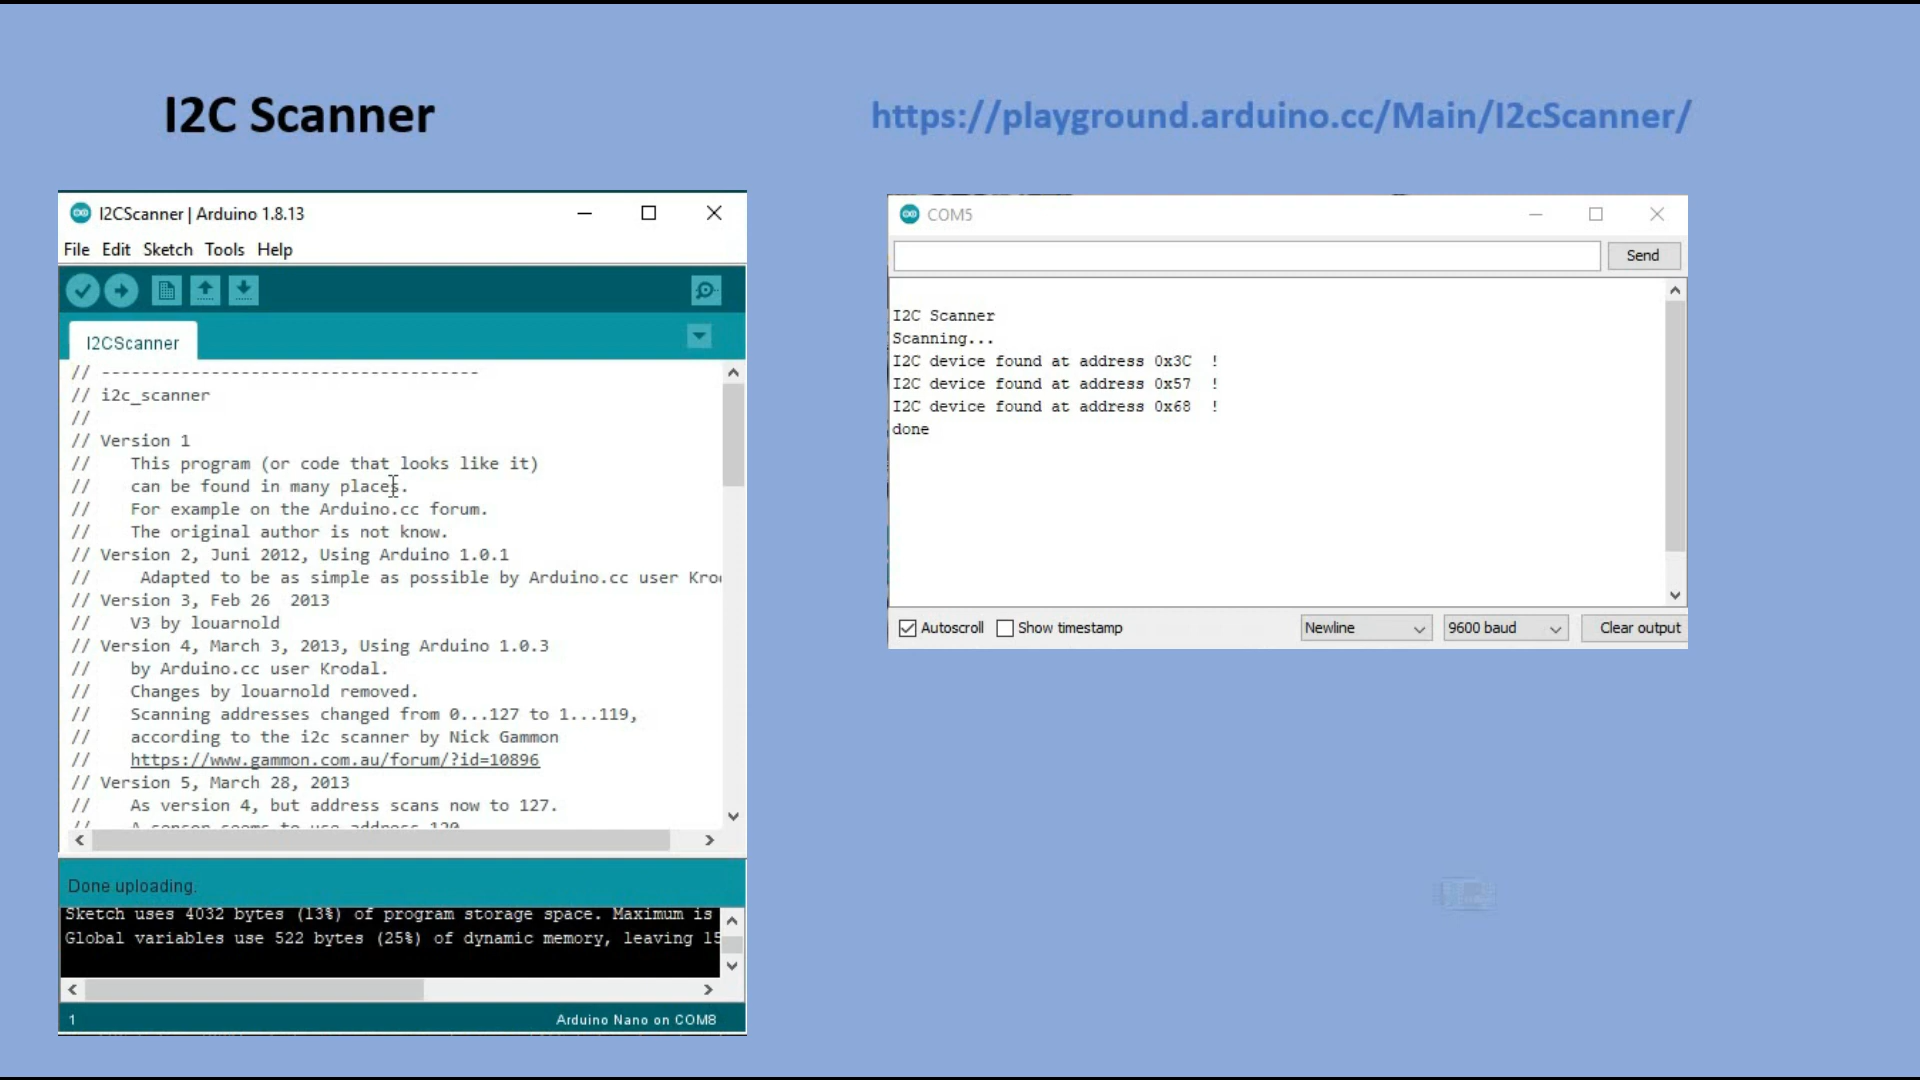 I2C Scanner
https://playground.arduino.cc/Main/I2cScanner/
I2CScanner | Arduino 1.8.13
File Edit Sketch Tools Help
I2CScanner
// --------------------------------------
// i2c_scanner
//
// Version 1
//    This program (or code that looks like it)
//    can be found in many places.
//    For example on the Arduino.cc forum.
//    The original author is not know.
// Version 2, Juni 2012, Using Arduino 1.0.1
//     Adapted to be as simple as possible by Arduino.cc user
// Version 3, Feb 26  2013
//    V3 by louarnold
// Version 4, March 3, 2013, Using Arduino 1.0.3
//    by Arduino.cc user Krodal.
//    Changes by louarnold removed.
//    Scanning addresses changed from 0...127 to 1...119,
//    according to the i2c scanner by Nick Gammon
//    https://www.gammon.com.au/forum/?id=10896
// Version 5, March 28, 2013
//    As version 4, but address scans now to 127.
//    A sensor seems to use address 120.
Done uploading.
Sketch uses 4032 bytes (13%) of program storage space. Maximum is
Global variables use 522 bytes (25%) of dynamic memory, leaving 15
1
Arduino Nano on COM8
COM5
Send
I2C Scanner
Scanning...
I2C device found at address 0x3C  !
I2C device found at address 0x57  !
I2C device found at address 0x68  !
done
Autoscroll
Show timestamp
Newline
9600 baud
Clear output